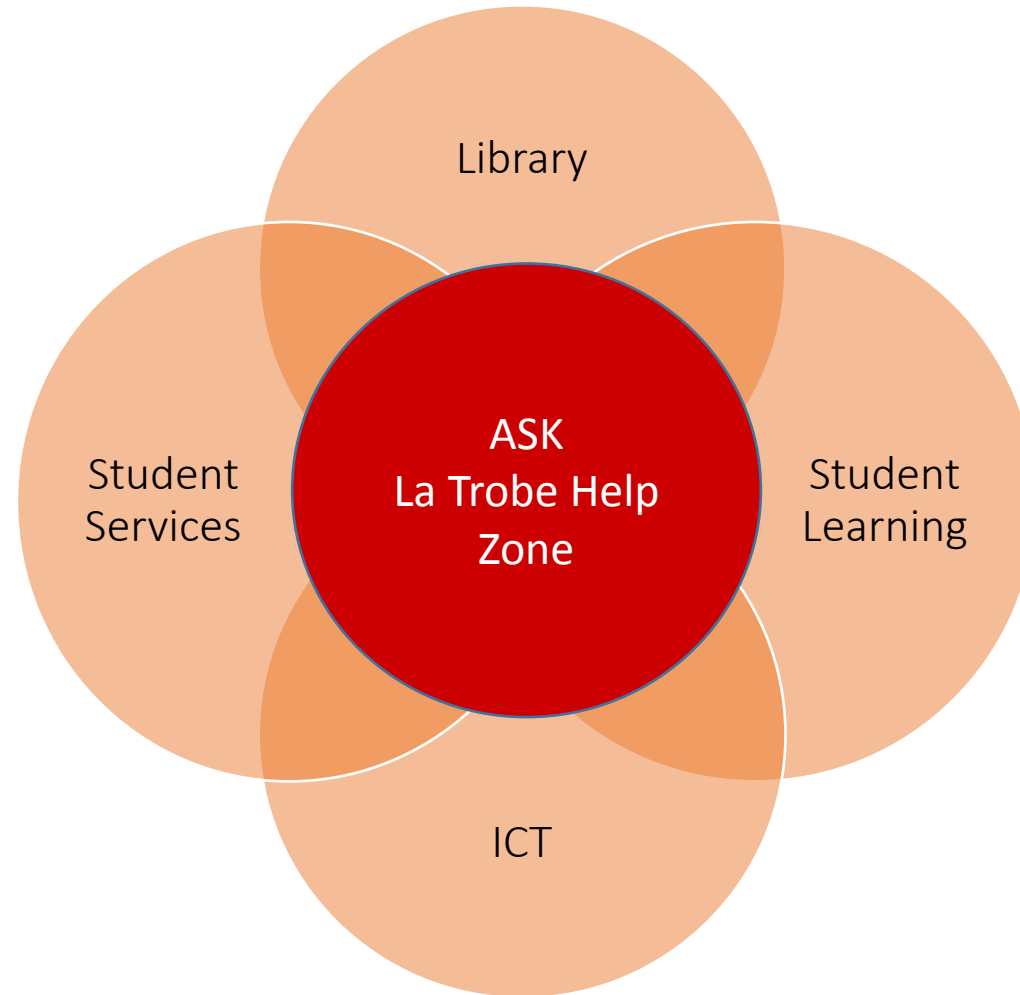 Library
Student
Services
ASK
La Trobe Help
Zone
Student
Learning
ICT